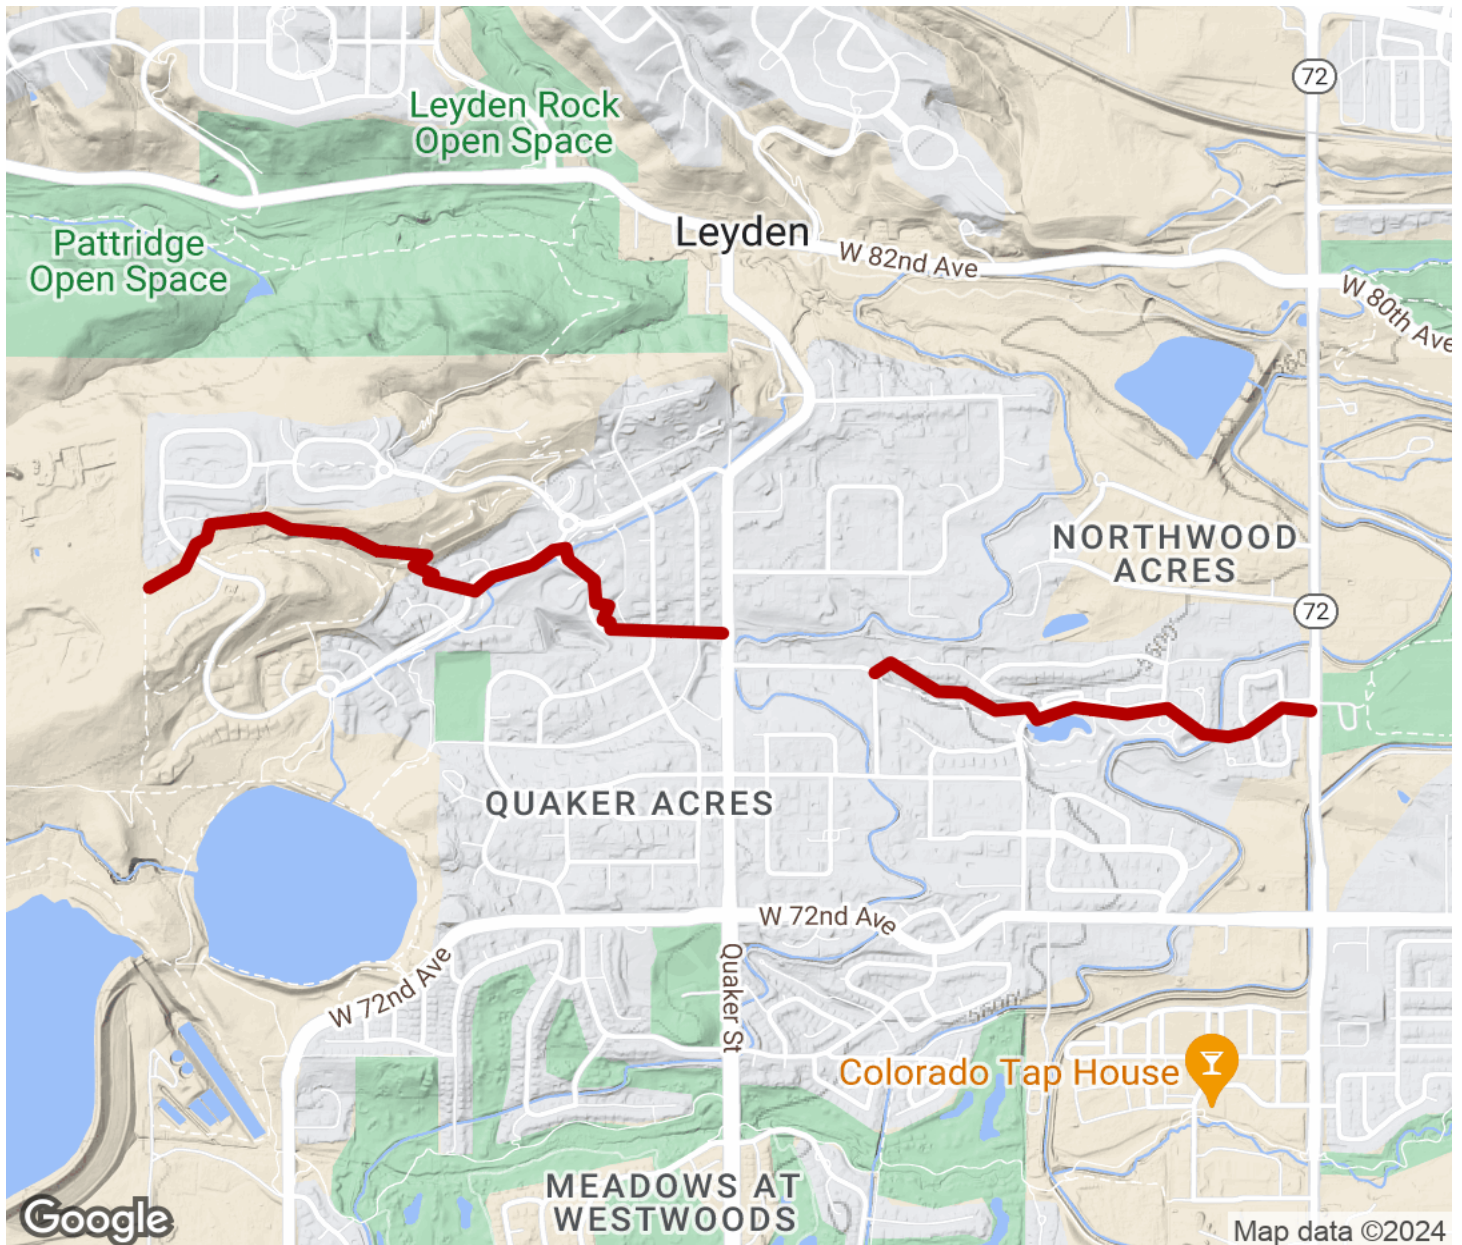 72
Leyden Rock
Open Space
Leyden
Pattridge
Open Space
W 82nd Ave
W 80th Ave
NORTHWOOD
ACRES
72
5600
QUAKER ACRES
W 72nd Ave
W 72nd Ave
Quaker St
Colorado Tap House
MEADOWS AT
WESTWOODS
Google
Map data ©2024